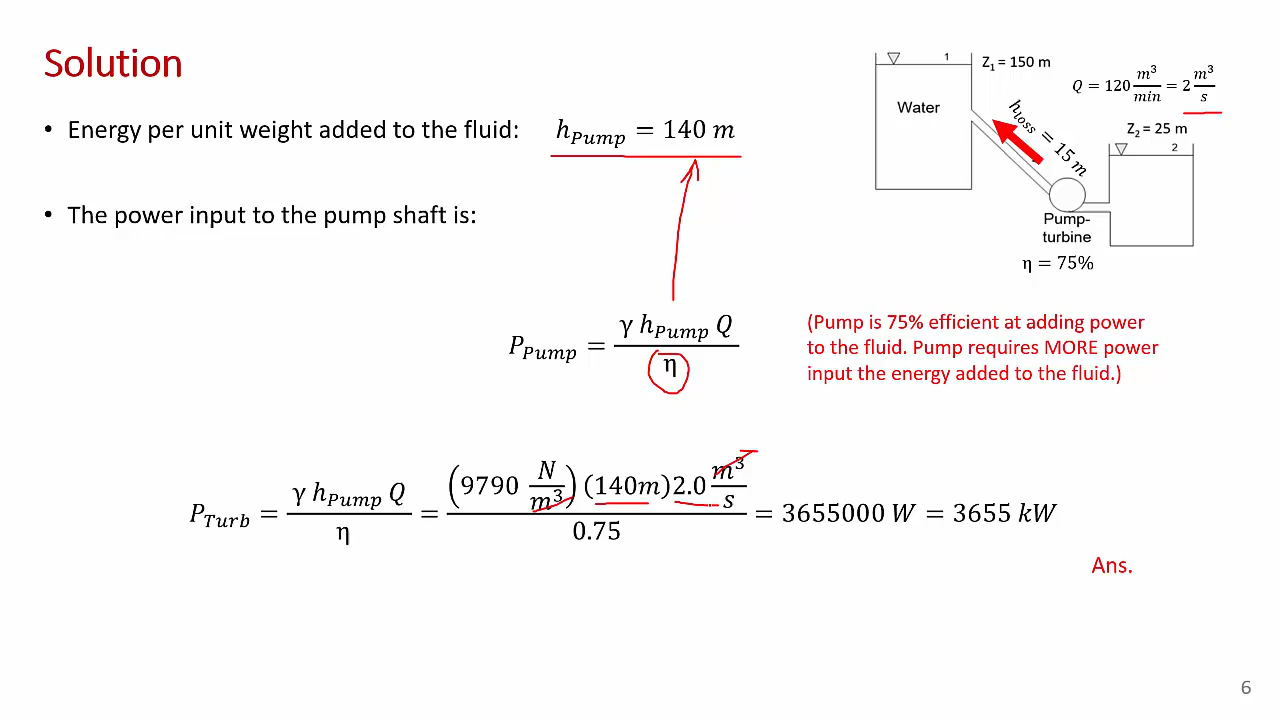 Solution
• Energy per unit weight added to the fluid: h_Pump = 140 m
• The power input to the pump shaft is:
P_Pump = γ h_Pump Q / η
(Pump is 75% efficient at adding power
to the fluid. Pump requires MORE power
input the energy added to the fluid.)
P_Turb = γ h_Pump Q / η = (9790 N/m³)(140m)2.0 m³/s / 0.75 = 3655000 W = 3655 kW
Ans.
1
Z₁ = 150 m
Q = 120 m³/min = 2 m³/s
Water
h_loss = 15 m
Z₂ = 25 m
2
Pump-
turbine
η = 75%
6